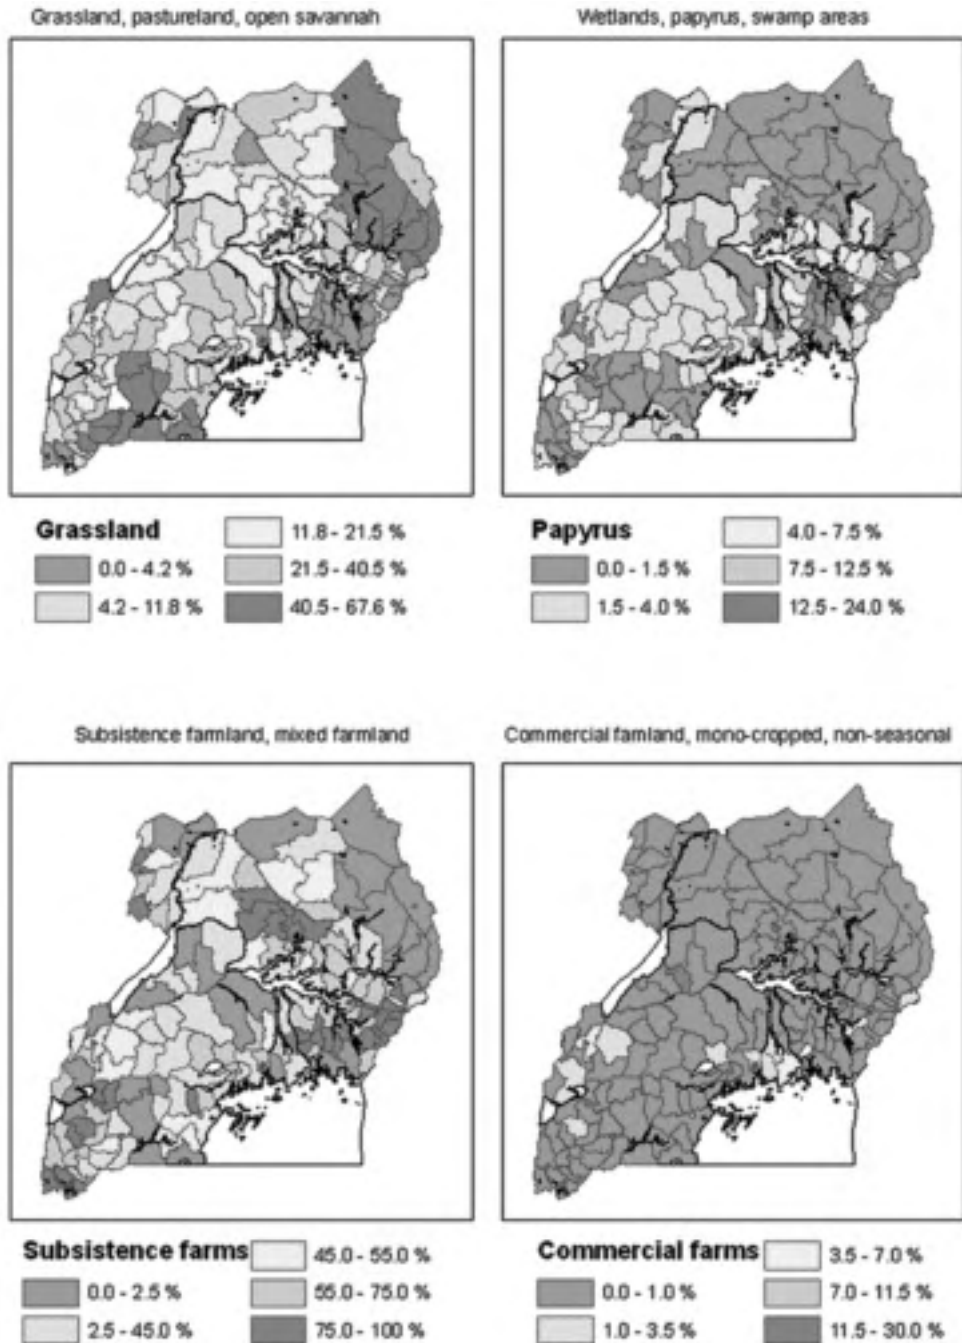 Grassland, pastureland, open savannah
Wetlands, papyrus, swamp areas
Grassland
0.0 - 4.2 %
4.2 - 11.8 %
11.8 - 21.5 %
21.5 - 40.5 %
40.5 - 67.6 %
Papyrus
0.0 - 1.5 %
1.5 - 4.0 %
4.0 - 7.5 %
7.5 - 12.5 %
12.5 - 24.0 %
Subsistence farmland, mixed farmland
Commercial famland, mono-cropped, non-seasonal
Subsistence farms
0.0 - 2.5 %
2.5 - 45.0 %
45.0 - 55.0 %
55.0 - 75.0 %
75.0 - 100 %
Commercial farms
0.0 - 1.0 %
1.0 - 3.5 %
3.5 - 7.0 %
7.0 - 11.5 %
11.5 - 30.0 %